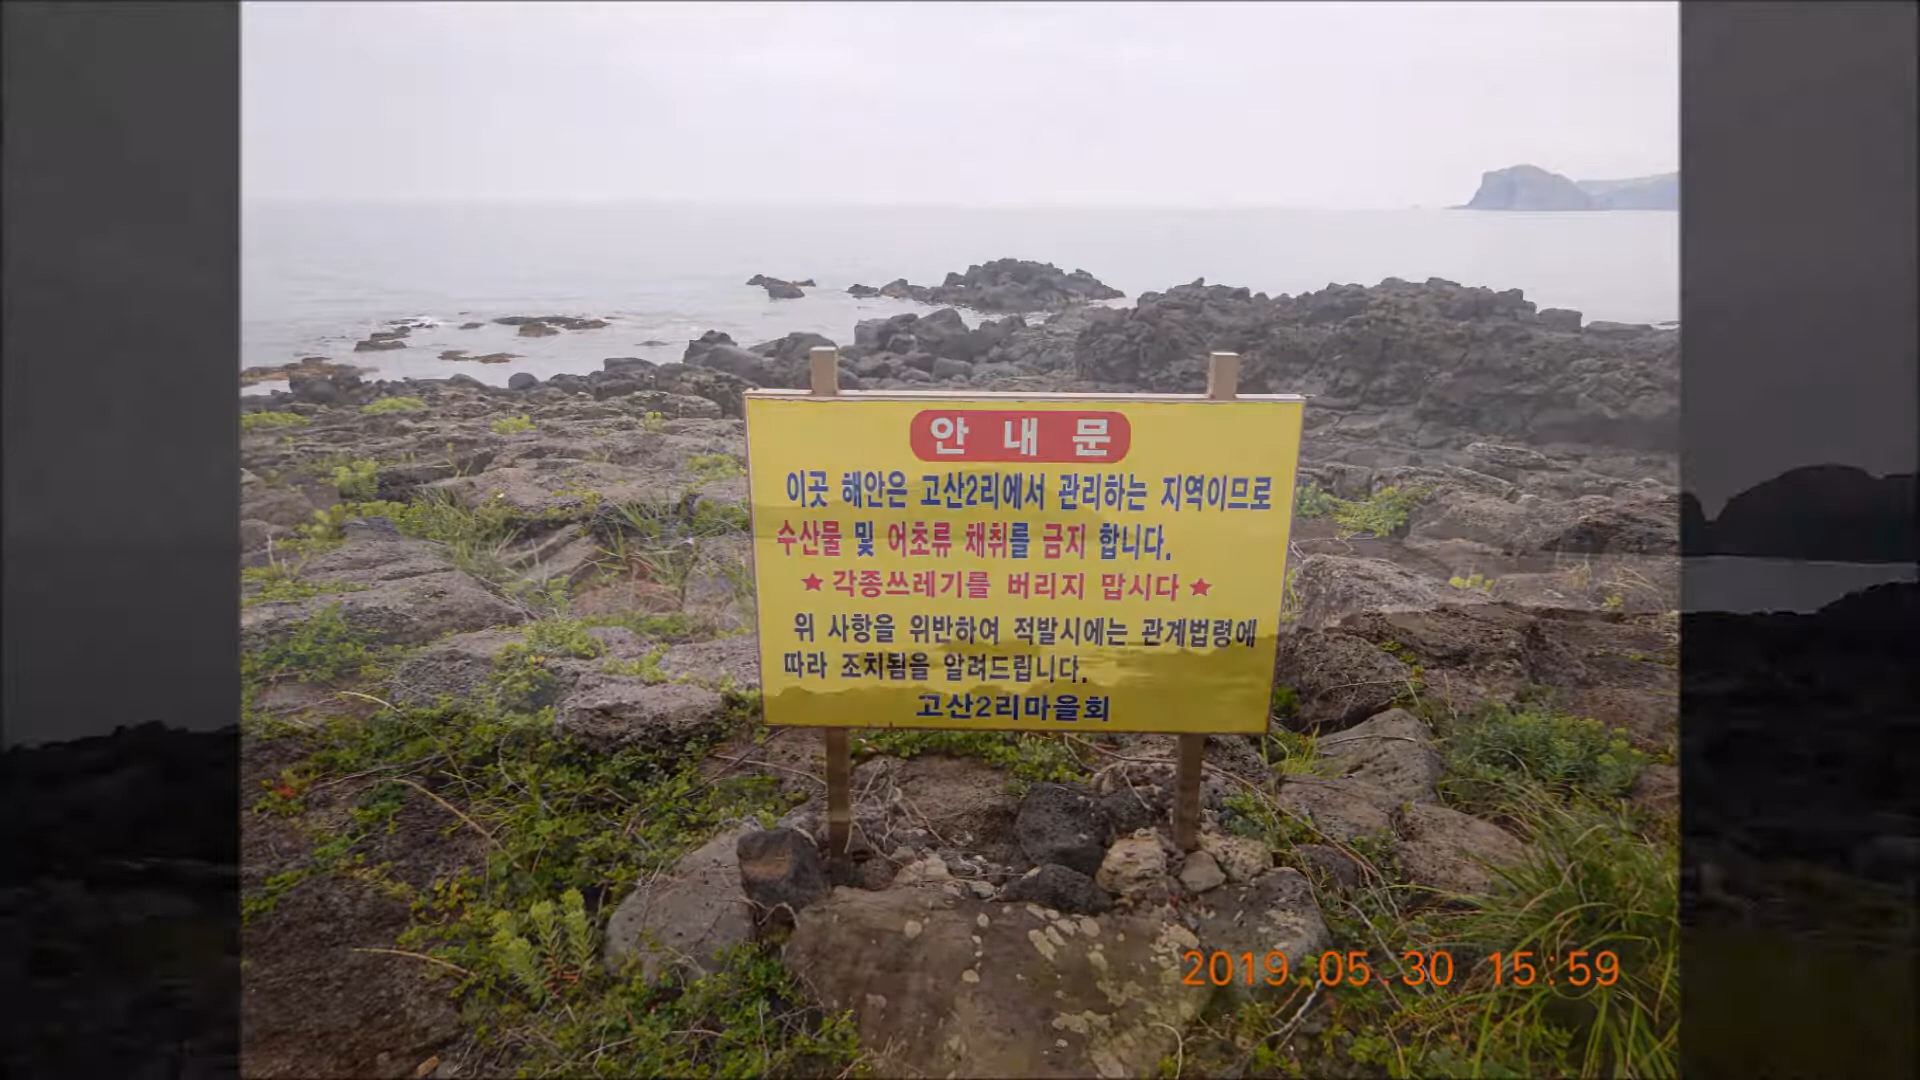 안 내 문
이곳 해안은 고산2리에서 관리하는 지역이므로
수산물 및 어초류 채취를 금지 합니다.
★ 각종쓰레기를 버리지 맙시다 ★
위 사항을 위반하여 적발시에는 관계법령에
따라 조치됨을 알려드립니다.
고산2리마을회
2019.05.30 15:59